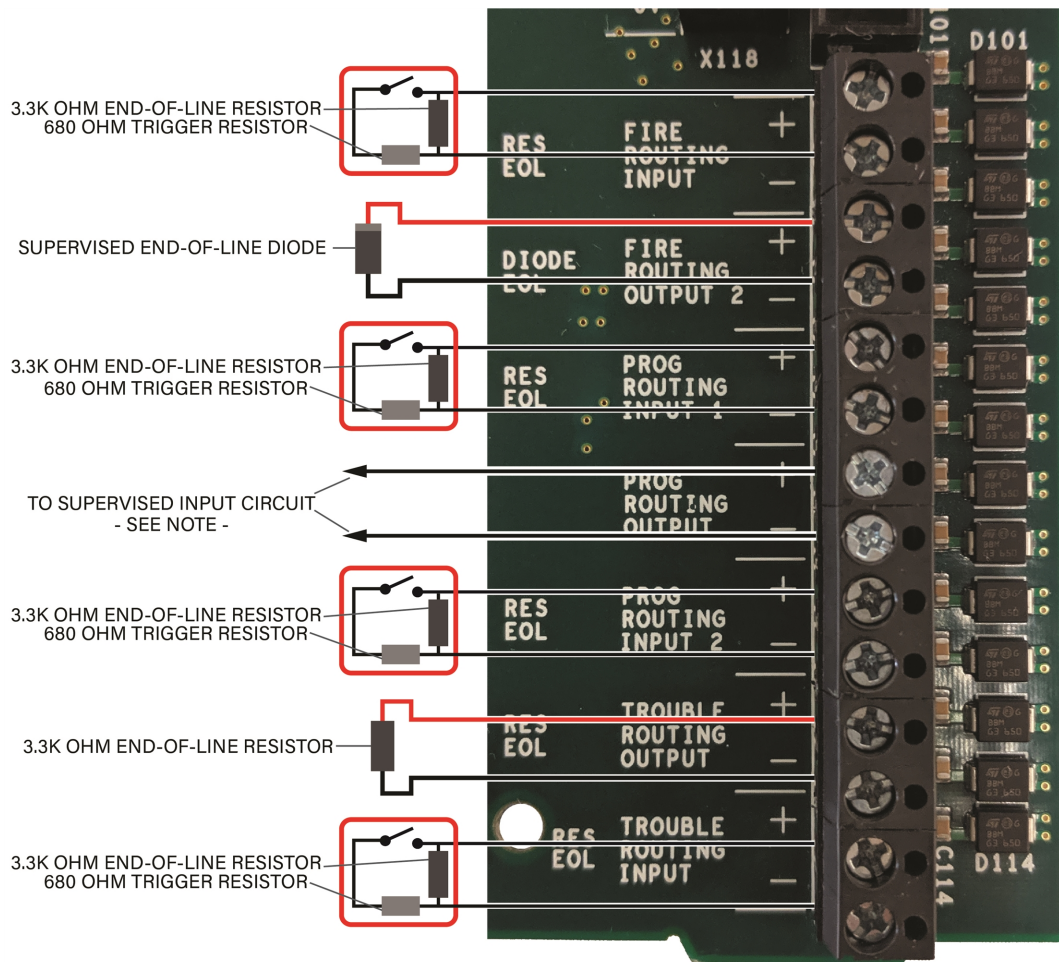 X118
101
D101
3.3K OHM END-OF-LINE RESISTOR
680 OHM TRIGGER RESISTOR
RES
EOL
FIRE
ROUTING
INPUT
+
−
SUPERVISED END-OF-LINE DIODE
DIODE
EOL
FIRE
ROUTING
OUTPUT 2
+
−
3.3K OHM END-OF-LINE RESISTOR
680 OHM TRIGGER RESISTOR
RES
EOL
PROG
ROUTING
INPUT 1
+
−
TO SUPERVISED INPUT CIRCUIT
- SEE NOTE -
PROG
ROUTING
OUTPUT
+
−
3.3K OHM END-OF-LINE RESISTOR
680 OHM TRIGGER RESISTOR
RES
EOL
PROG
ROUTING
INPUT 2
+
−
3.3K OHM END-OF-LINE RESISTOR
RES
EOL
TROUBLE
ROUTING
OUTPUT
+
−
3.3K OHM END-OF-LINE RESISTOR
680 OHM TRIGGER RESISTOR
RES
EOL
TROUBLE
ROUTING
INPUT
+
−
C114
D114